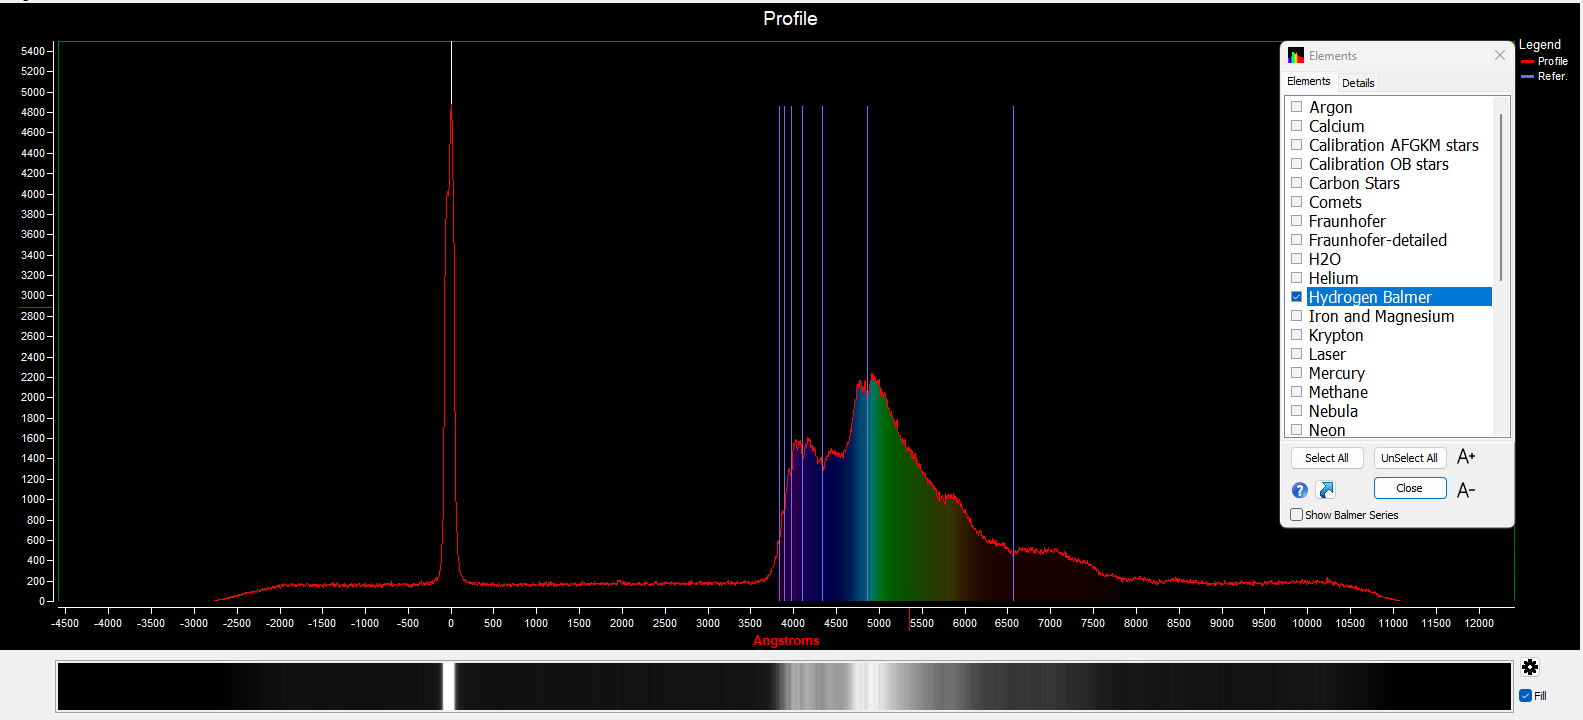 Profile
5400
5200
5000
4800
4600
4400
4200
4000
3800
3600
3400
3200
3000
2800
2600
2400
2200
2000
1800
1600
1400
1200
1000
800
600
400
200
0
-4500 -4000 -3500 -3000 -2500 -2000 -1500 -1000 -500 0 500 1000 1500 2000 2500 3000 3500 4000 4500 5000 5500 6000 6500 7000 7500 8000 8500 9000 9500 10000 10500 11000 11500 12000
Angstroms
Legend
Profile
Refer.
Elements
Elements Details
Argon
Calcium
Calibration AFGKM stars
Calibration OB stars
Carbon Stars
Comets
Fraunhofer
Fraunhofer-detailed
H2O
Helium
Hydrogen Balmer
Iron and Magnesium
Krypton
Laser
Mercury
Methane
Nebula
Neon
Select All UnSelect All A+
? Close A-
Show Balmer Series
Fill